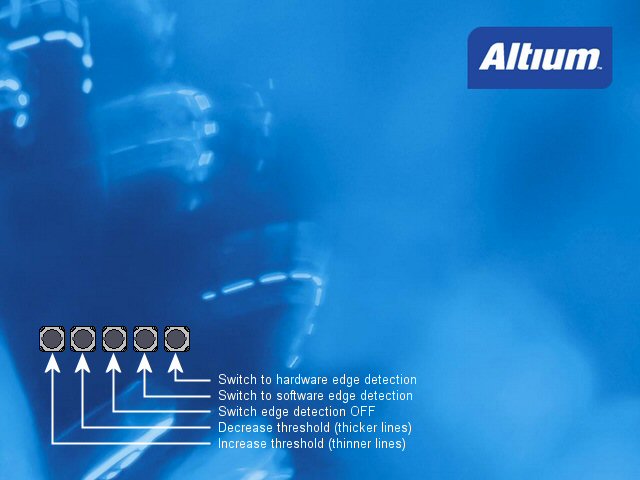 Altium
Switch to hardware edge detection
Switch to software edge detection
Switch edge detection OFF
Decrease threshold (thicker lines)
Increase threshold (thinner lines)